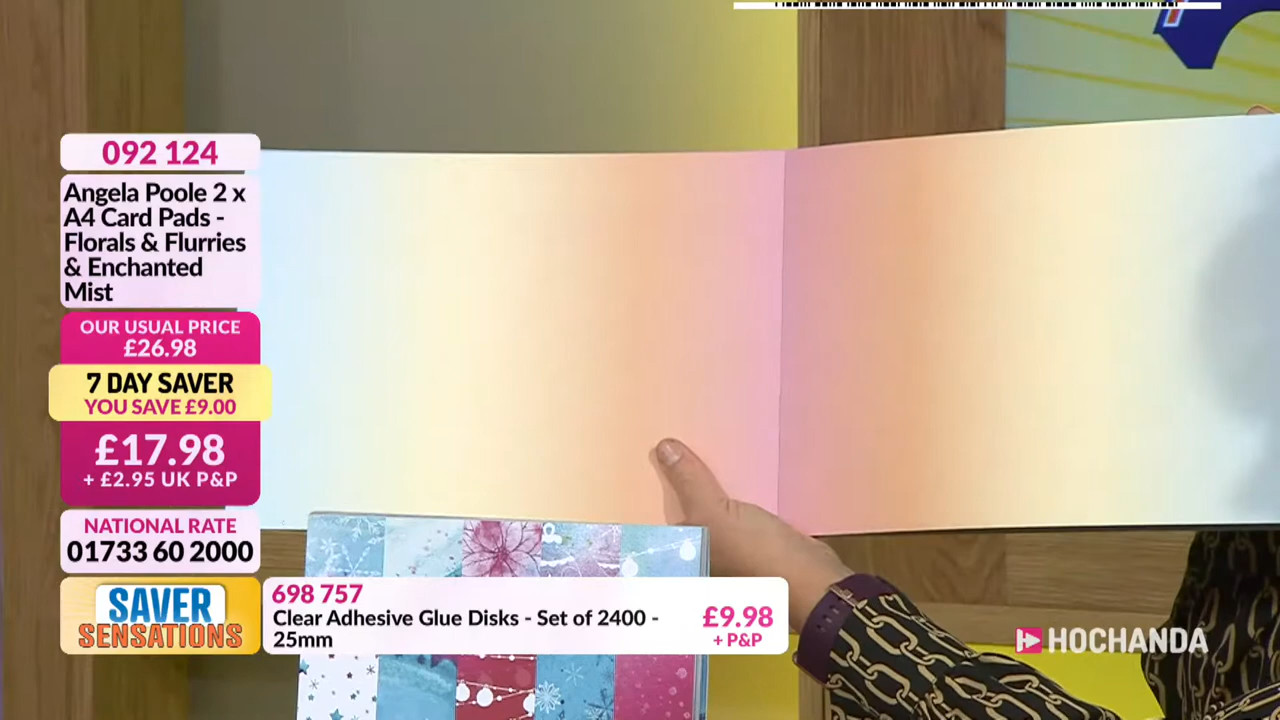 092 124
Angela Poole 2 x
A4 Card Pads -
Florals & Flurries
& Enchanted
Mist
OUR USUAL PRICE
£26.98
7 DAY SAVER
YOU SAVE £9.00
£17.98
+ £2.95 UK P&P
NATIONAL RATE
01733 60 2000
SAVER
SENSATIONS
698 757
Clear Adhesive Glue Disks - Set of 2400 -
25mm
£9.98
+ P&P
HOCHANDA